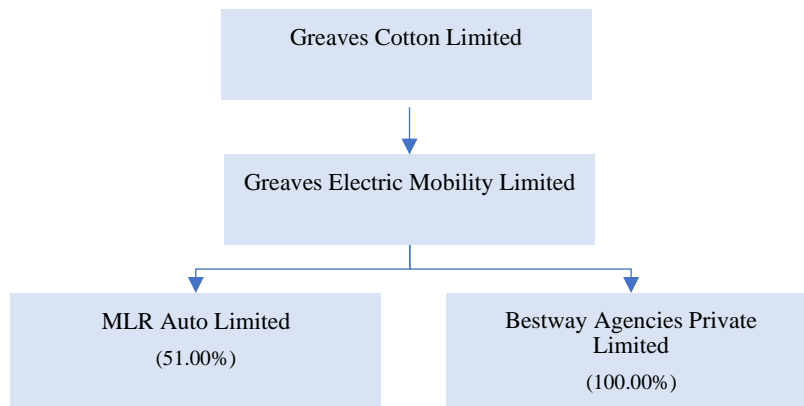 Greaves Cotton Limited
Greaves Electric Mobility Limited
MLR Auto Limited
(51.00%)
Bestway Agencies Private
Limited
(100.00%)